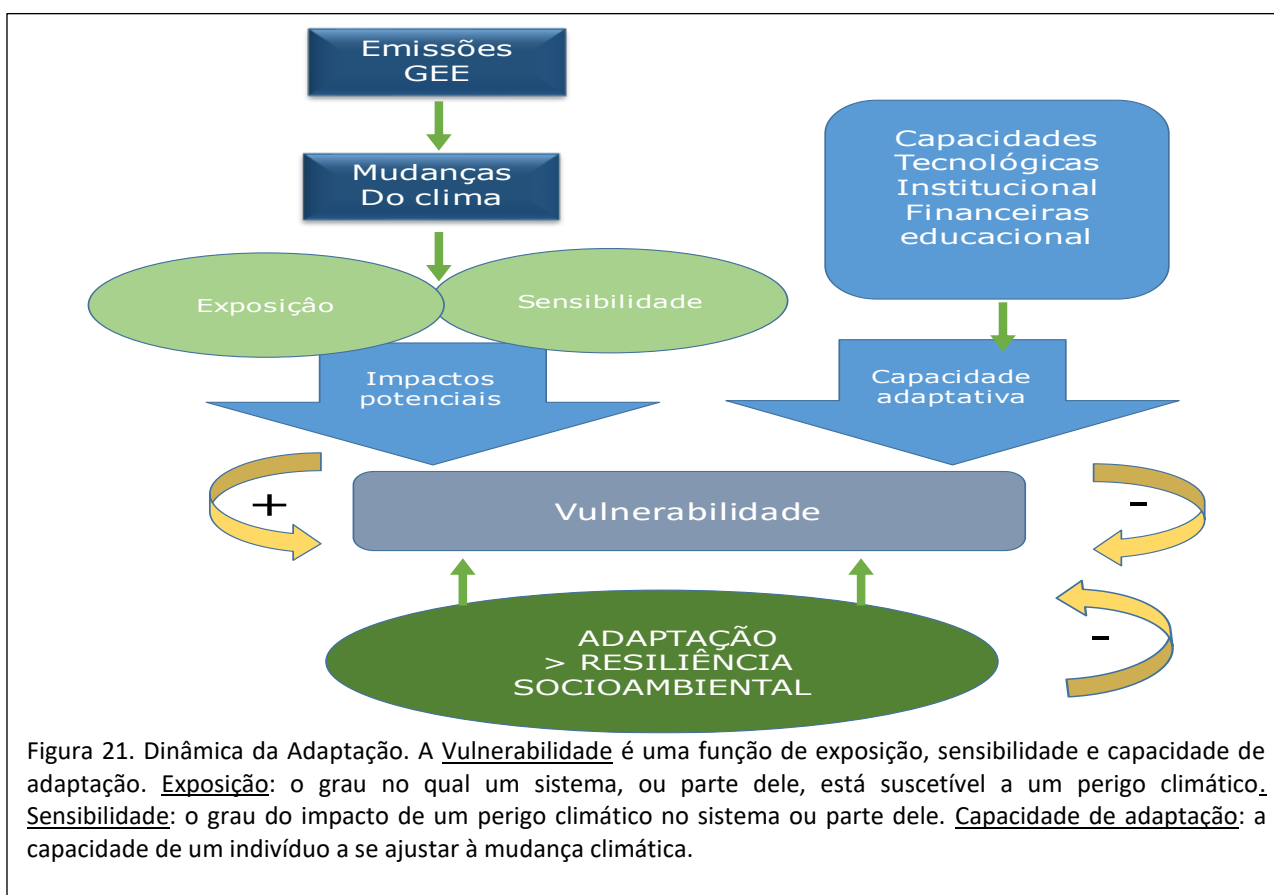 Emissões
GEE
Mudanças
Do clima
Capacidades
Tecnológicas
Institucional
Financeiras
educacional
Exposiçâo
Sensibilidade
Impactos
potenciais
Capacidade
adaptativa
+
Vulnerabilidade
-
ADAPTAÇÃO
> RESILIÊNCIA
SOCIOAMBIENTAL
-
Figura 21. Dinâmica da Adaptação. A Vulnerabilidade é uma função de exposição, sensibilidade e capacidade de
adaptação. Exposição: o grau no qual um sistema, ou parte dele, está suscetível a um perigo climático.
Sensibilidade: o grau do impacto de um perigo climático no sistema ou parte dele. Capacidade de adaptação: a
capacidade de um indivíduo a se ajustar à mudança climática.